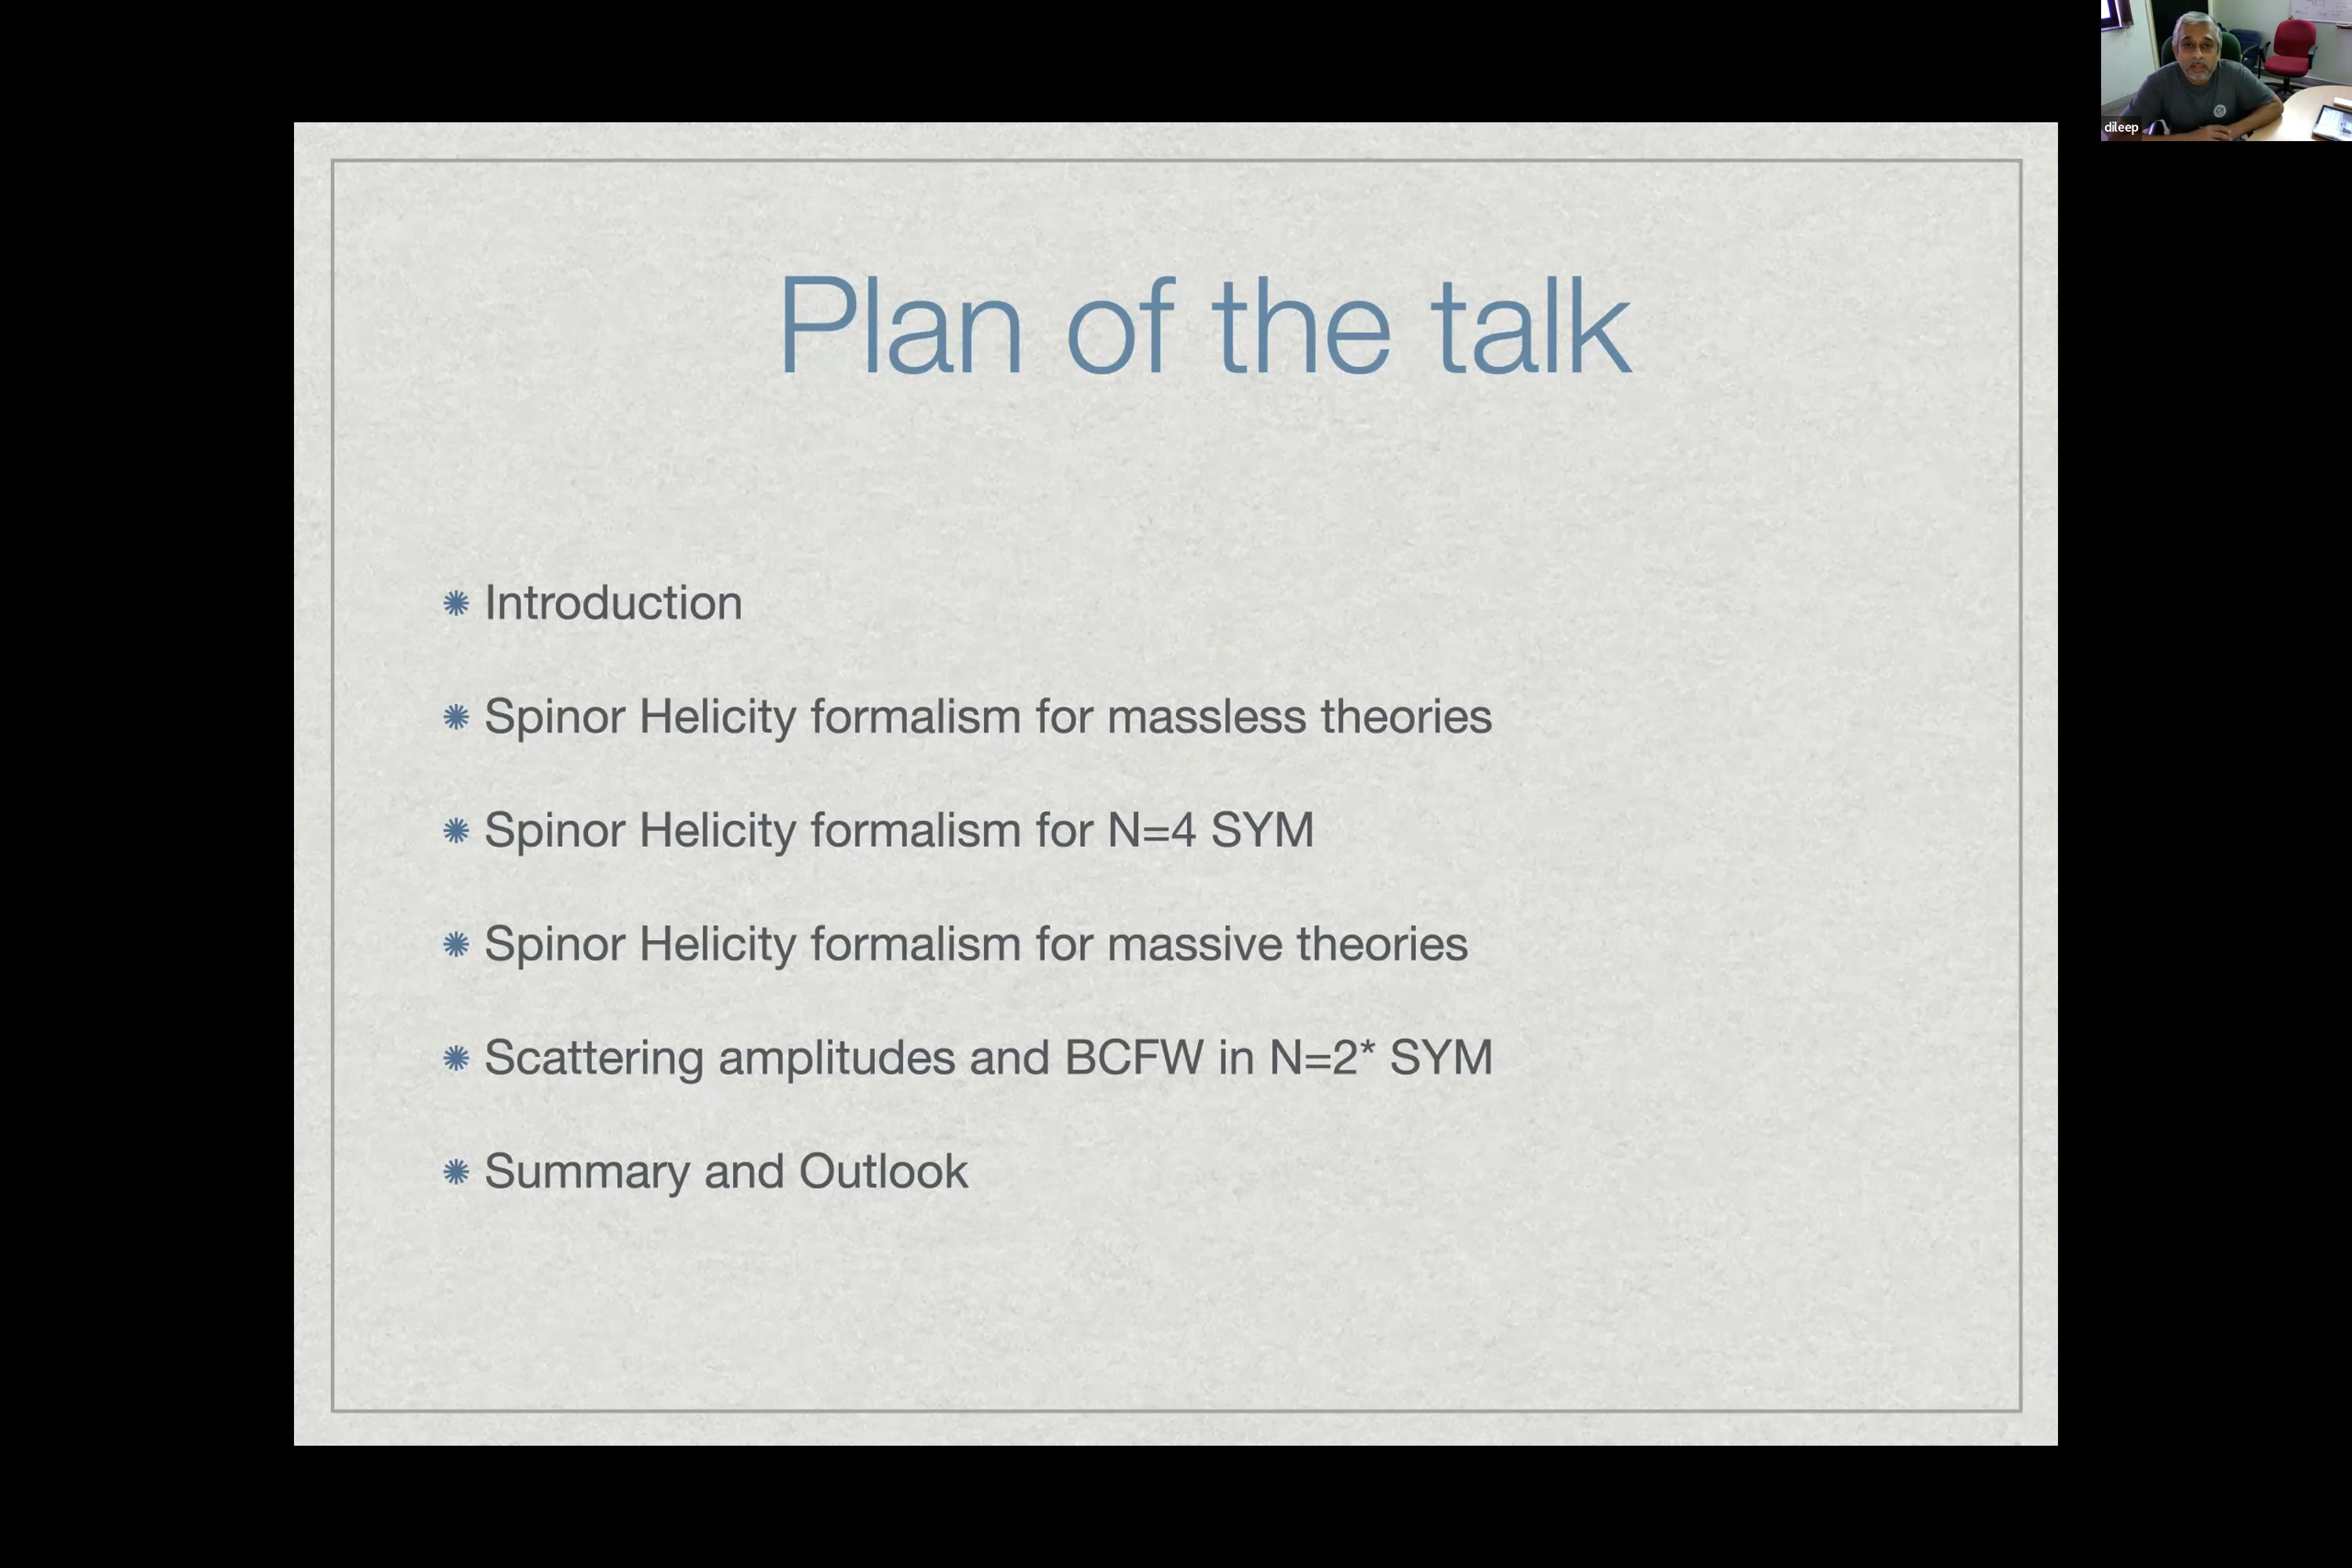 Plan of the talk
Introduction
Spinor Helicity formalism for massless theories
Spinor Helicity formalism for N=4 SYM
Spinor Helicity formalism for massive theories
Scattering amplitudes and BCFW in N=2* SYM
Summary and Outlook
dileep